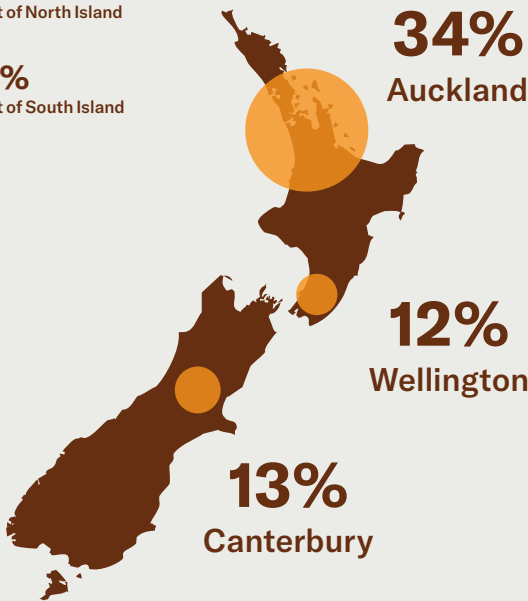 of North Island
34%
Auckland
%
of South Island
12%
Wellington
13%
Canterbury